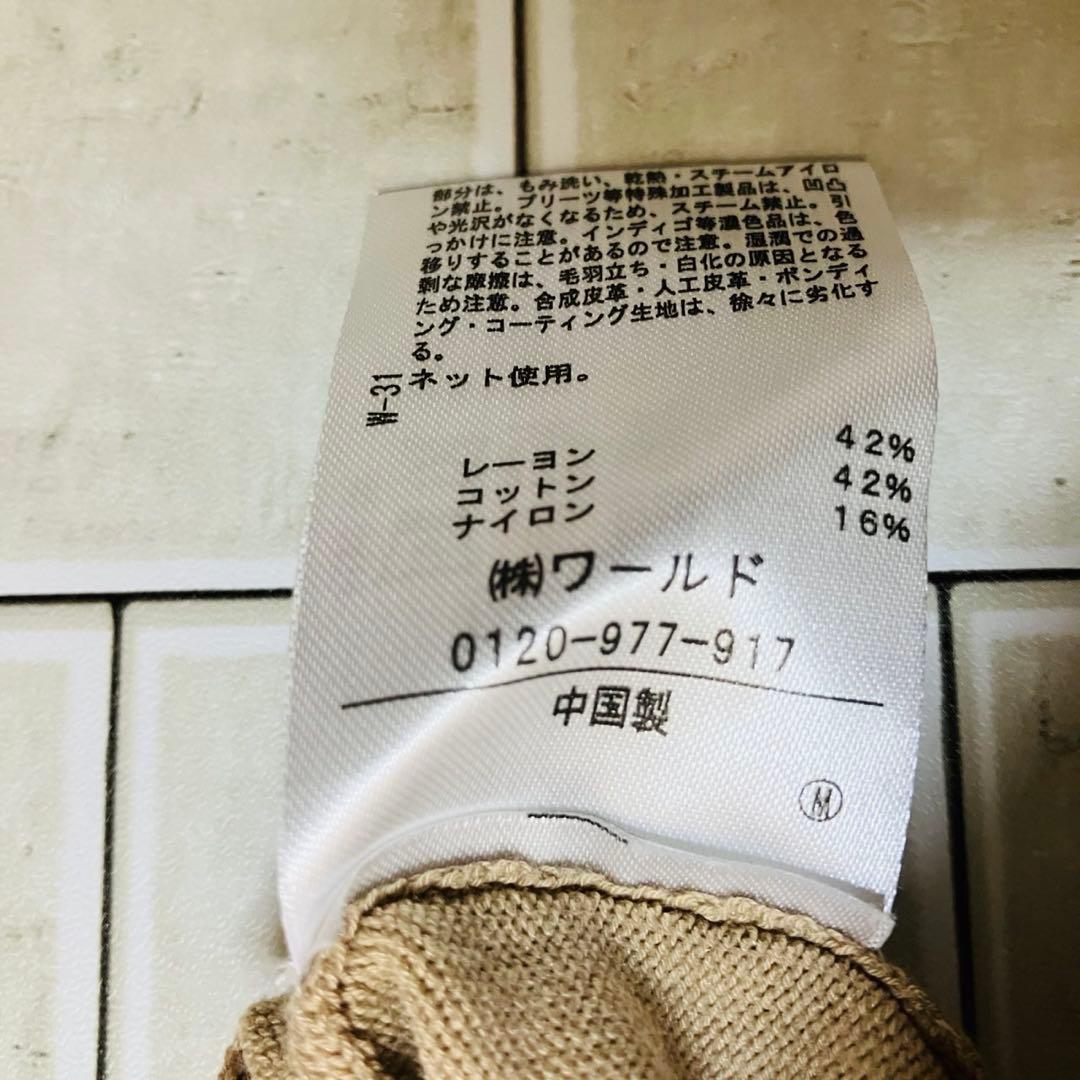 部分は、もみ洗い、乾熱・スチームアイロ
ン禁止。プリーツ等特殊加工製品は、凹凸
や光沢がなくなるため、スチーム禁止。引
っかけに注意。インディゴ等濃色品は、色
移りすることがあるので注意。湿潤での過
剰な摩擦は、毛羽立ち・白化の原因となる
ため注意。合成皮革・人工皮革・ボンディ
ング・コーティング生地は、徐々に劣化す
る。
W-31
ネット使用。
レーヨン 42%
コットン 42%
ナイロン 16%
㈱ワールド
0120-977-917
中国製
Ⓜ